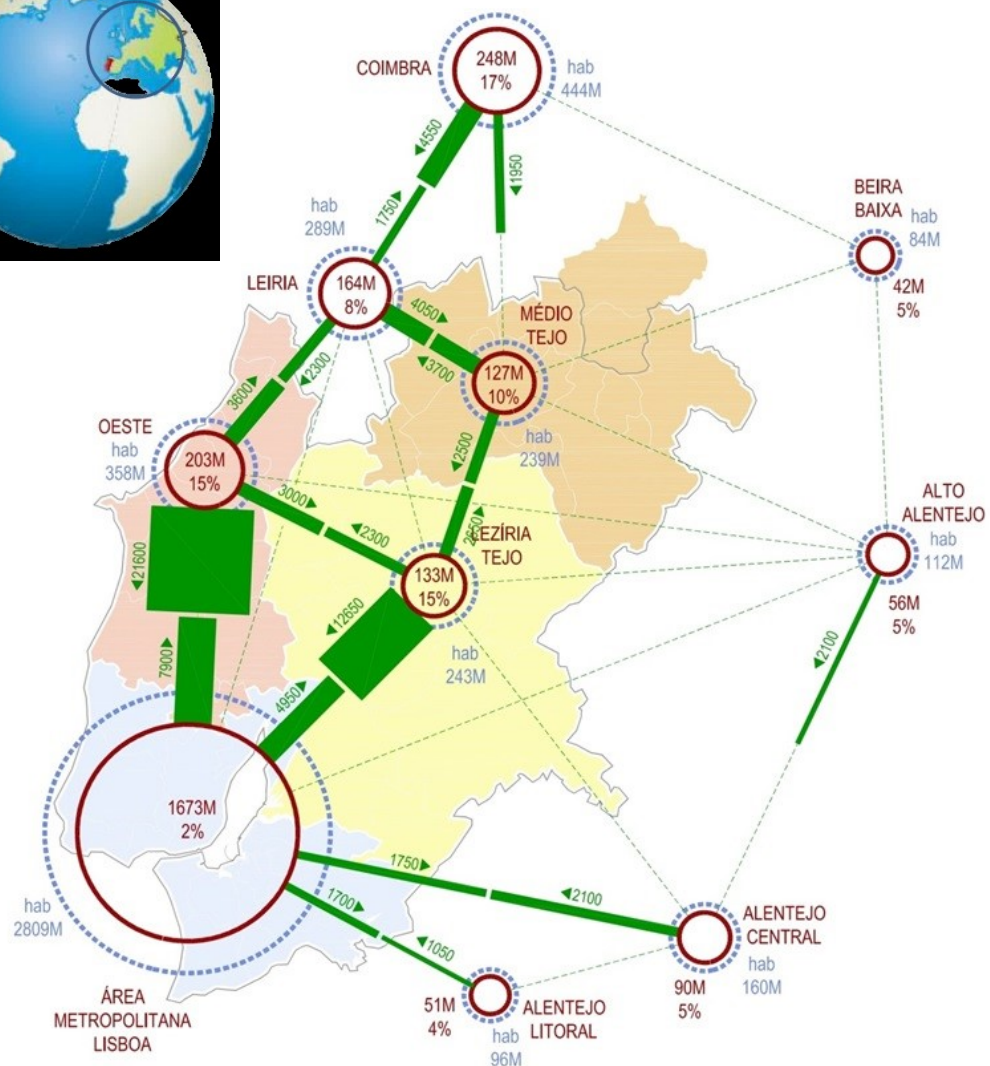 COIMBRA
248M
17%
hab
444M
◀4550
1750▶
◀1950
BEIRA
BAIXA
hab
84M
42M
5%
hab
289M
LEIRIA
164M
8%
4050▶
◀3700
MÉDIO
TEJO
127M
10%
hab
239M
3600▶
◀2300
OESTE
hab
358M
203M
15%
◀2500
3000▶
◀2300
LEZÍRIA
TEJO
133M
15%
hab
243M
ALTO
ALENTEJO
hab
112M
56M
5%
◀2100
◀21600
7900▶
◀12650
4950▶
1673M
2%
hab
2809M
ÁREA
METROPOLITANA
LISBOA
1750▶
◀2100
1700▶
◀1050
ALENTEJO
CENTRAL
hab
160M
90M
5%
51M
4%
ALENTEJO
LITORAL
hab
96M